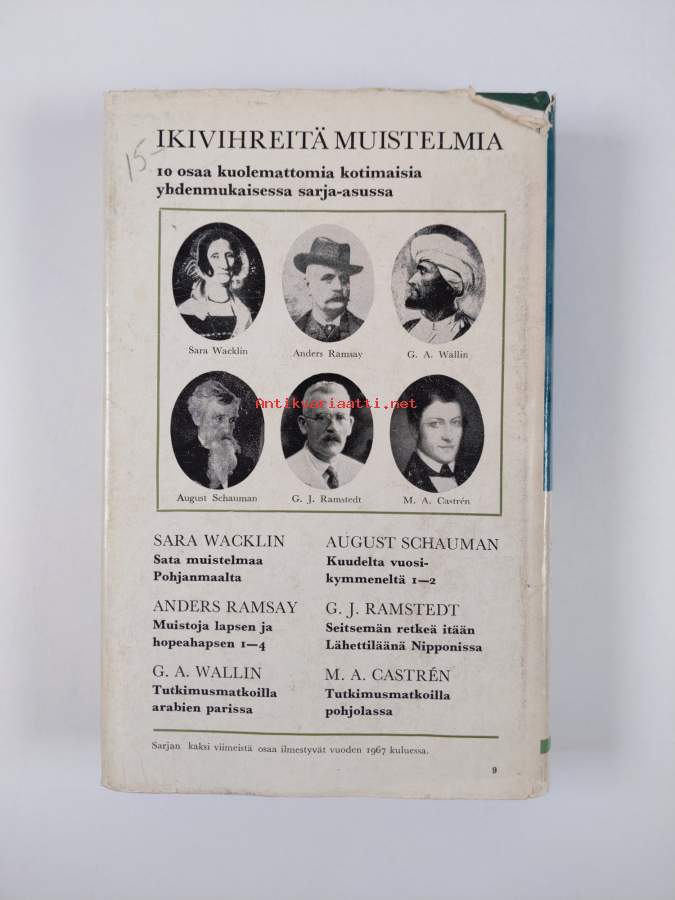 15-
IKIVIHREITÄ MUISTELMIA
10 osaa kuolemattomia kotimaisia
yhdenmukaisessa sarja-asussa
Sara Wacklin
Anders Ramsay
G. A. Wallin
Antikvariaatti.net
August Schauman
G. J. Ramstedt
M. A. Castrén
SARA WACKLIN
Sata muistelmaa
Pohjanmaalta
AUGUST SCHAUMAN
Kuudelta vuosi-
kymmeneltä 1—2
ANDERS RAMSAY
Muistoja lapsen ja
hopeahapsen 1—4
G. J. RAMSTEDT
Seitsemän retkeä itään
Lähettiläänä Nipponissa
G. A. WALLIN
Tutkimusmatkoilla
arabien parissa
M. A. CASTRÉN
Tutkimusmatkoilla
pohjolassa
Sarjan kaksi viimeistä osaa ilmestyvät vuoden 1967 kuluessa.
9